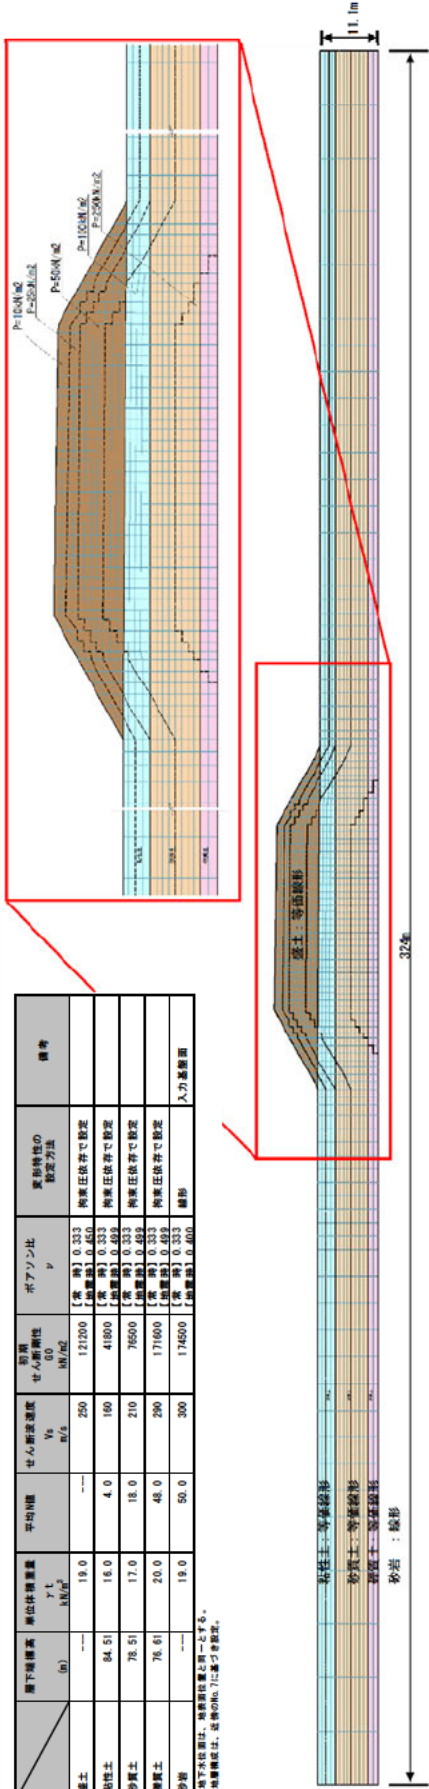 層下端標高
(m)
単位体積重量
γt
kN/m³
平均N値
せん断波速度
Vs
m/s
初期
せん断剛性
G0
kN/m2
ポアソン比
ν
変形特性の
設定方法
備考
盛土 --- 19.0 --- 250 121200 【常 時】0.333 【地震時】0.450 拘束圧依存で設定
粘性土 84.51 16.0 4.0 160 41800 【常 時】0.333 【地震時】0.499 拘束圧依存で設定
砂質土 78.51 17.0 18.0 210 76500 【常 時】0.333 【地震時】0.499 拘束圧依存で設定
礫質土 76.61 20.0 48.0 290 171600 【常 時】0.333 【地震時】0.499 拘束圧依存で設定
砂岩 --- 19.0 50.0 300 174500 【常 時】0.333 【地震時】0.400 線形 入力基盤面
地下水位面は、地表面位置と同一とする。
地層構成は、近傍のNo.7に基づき設定。
P=10kN/m2
P=25kN/m2
P=50kN/m2
P=100kN/m2
P=250kN/m2
盛土:等価線形
粘性土:等価線形
砂質土:等価線形
礫質土:等価線形
砂岩 :線形
11.1m
324m